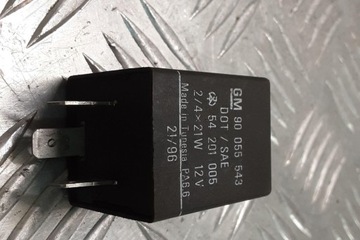 GM 90 055 543
DOT / SAE
54 201 005
2/4×21W 12V
Made in Tunesia PA6.6
21/96